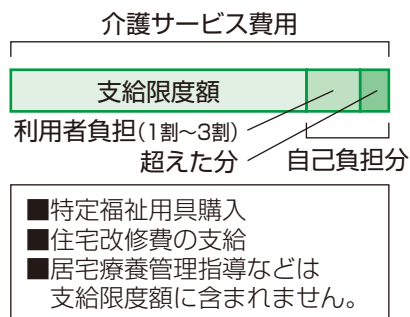 介護サービス費用
支給限度額
利用者負担(1割~3割)
超えた分
自己負担分
■特定福祉用具購入
■住宅改修費の支給
■居宅療養管理指導などは
支給限度額に含まれません。